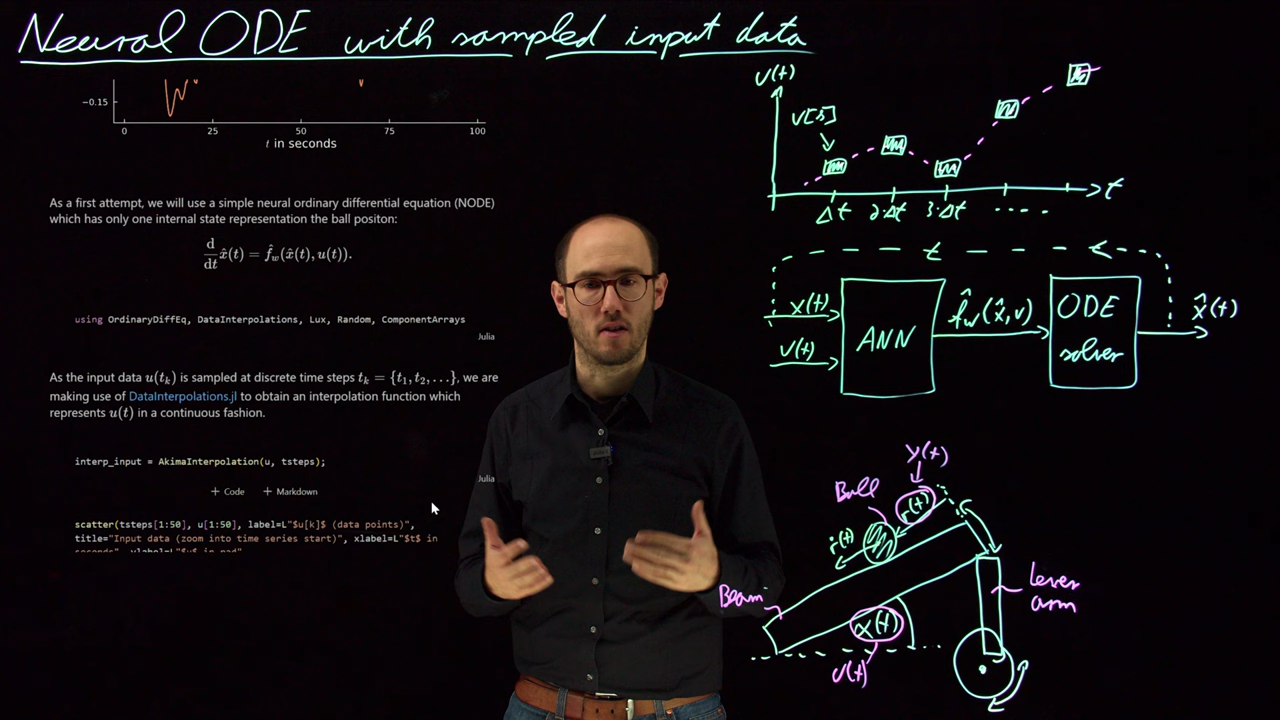 Neural ODE with sampled input data
−0.15
0 25 50 75 100
t in seconds
As a first attempt, we will use a simple neural ordinary differential equation (NODE)
which has only one internal state representation the ball positon:
d/dt x̂(t) = f̂_w(x̂(t), u(t)).
using OrdinaryDiffEq, DataInterpolations, Lux, Random, ComponentArrays
Julia
As the input data u(t_k) is sampled at discrete time steps t_k = {t_1, t_2, …}, we are
making use of DataInterpolations.jl to obtain an interpolation function which
represents u(t) in a continuous fashion.
interp_input = AkimaInterpolation(u, tsteps);
Julia
+ Code + Markdown
scatter(tsteps[1:50], u[1:50], label=L"$u[k]$ (data points)",
title="Input data (zoom into time series start)", xlabel=L"$t$ in
U(t)
t
Δt 2·Δt 3·Δt ....
t
x(t)
U(t)
ANN
f̂_w(x̂,u)
ODE
solver
x̂(t)
y(t)
Ball
r(t)
ṙ(t)
Beam
Lever
arm
α(t)
U(t)